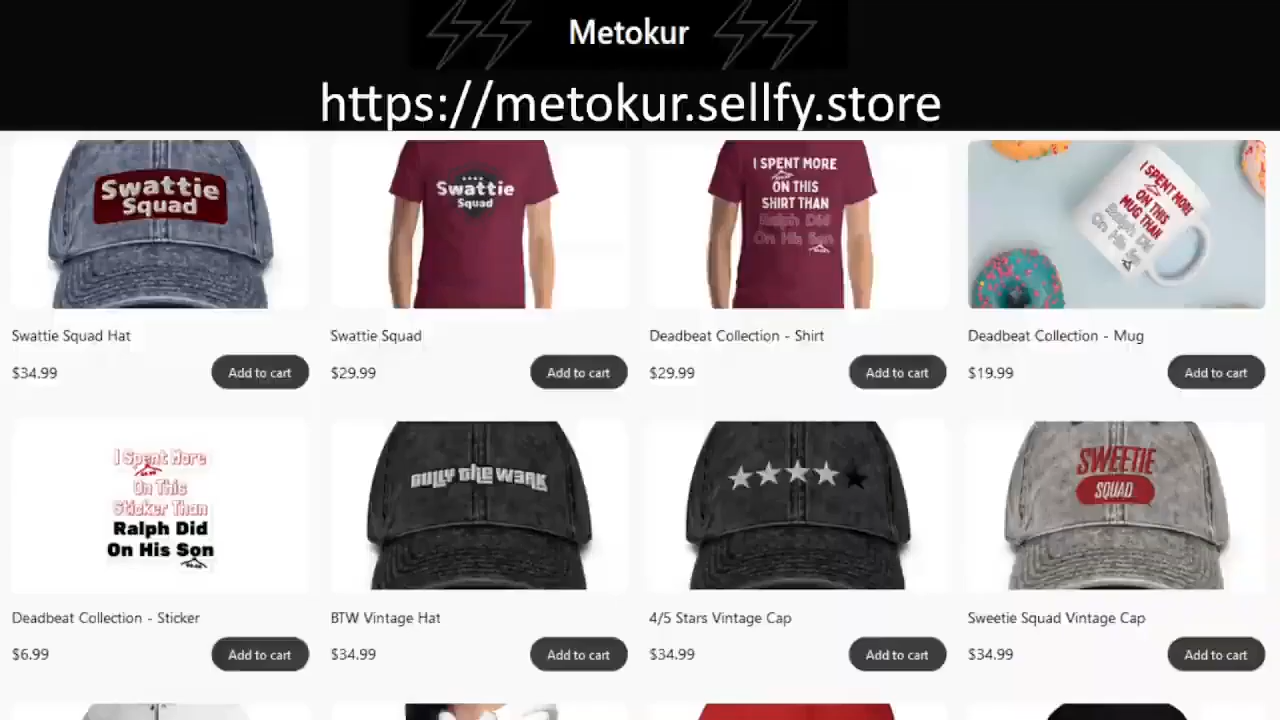 Metokur
https://metokur.sellfy.store
Swattie
Squad
Swattie
Squad
I SPENT MORE
ON THIS
SHIRT THAN
Ralph Did
On His Son
I SPENT MORE
ON THIS
MUG THAN
Ralph Did
On His Son
Swattie Squad Hat
Swattie Squad
Deadbeat Collection - Shirt
Deadbeat Collection - Mug
$34.99
Add to cart
$29.99
Add to cart
$29.99
Add to cart
$19.99
Add to cart
I Spent More
On This
Sticker Than
Ralph Did
On His Son
SWEETIE
SQUAD
Deadbeat Collection - Sticker
BTW Vintage Hat
4/5 Stars Vintage Cap
Sweetie Squad Vintage Cap
$6.99
Add to cart
$34.99
Add to cart
$34.99
Add to cart
$34.99
Add to cart